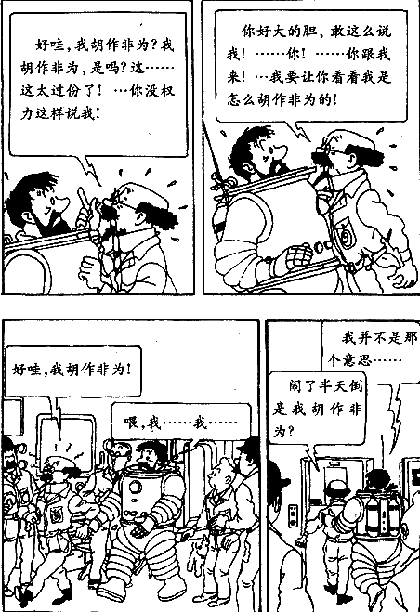 好哇,我胡作非为?我
胡作非为,是吗?这……
这太过份了! …你没权
力这样说我!
你好大的胆,敢这么说
我! ……你! ……你跟我
来! …我要让你看看我是
怎么胡作非为的!
好哇,我胡作非为!
喂,我……我……
我并不是那
个意思……
问了半天倒
是我胡作非
为?